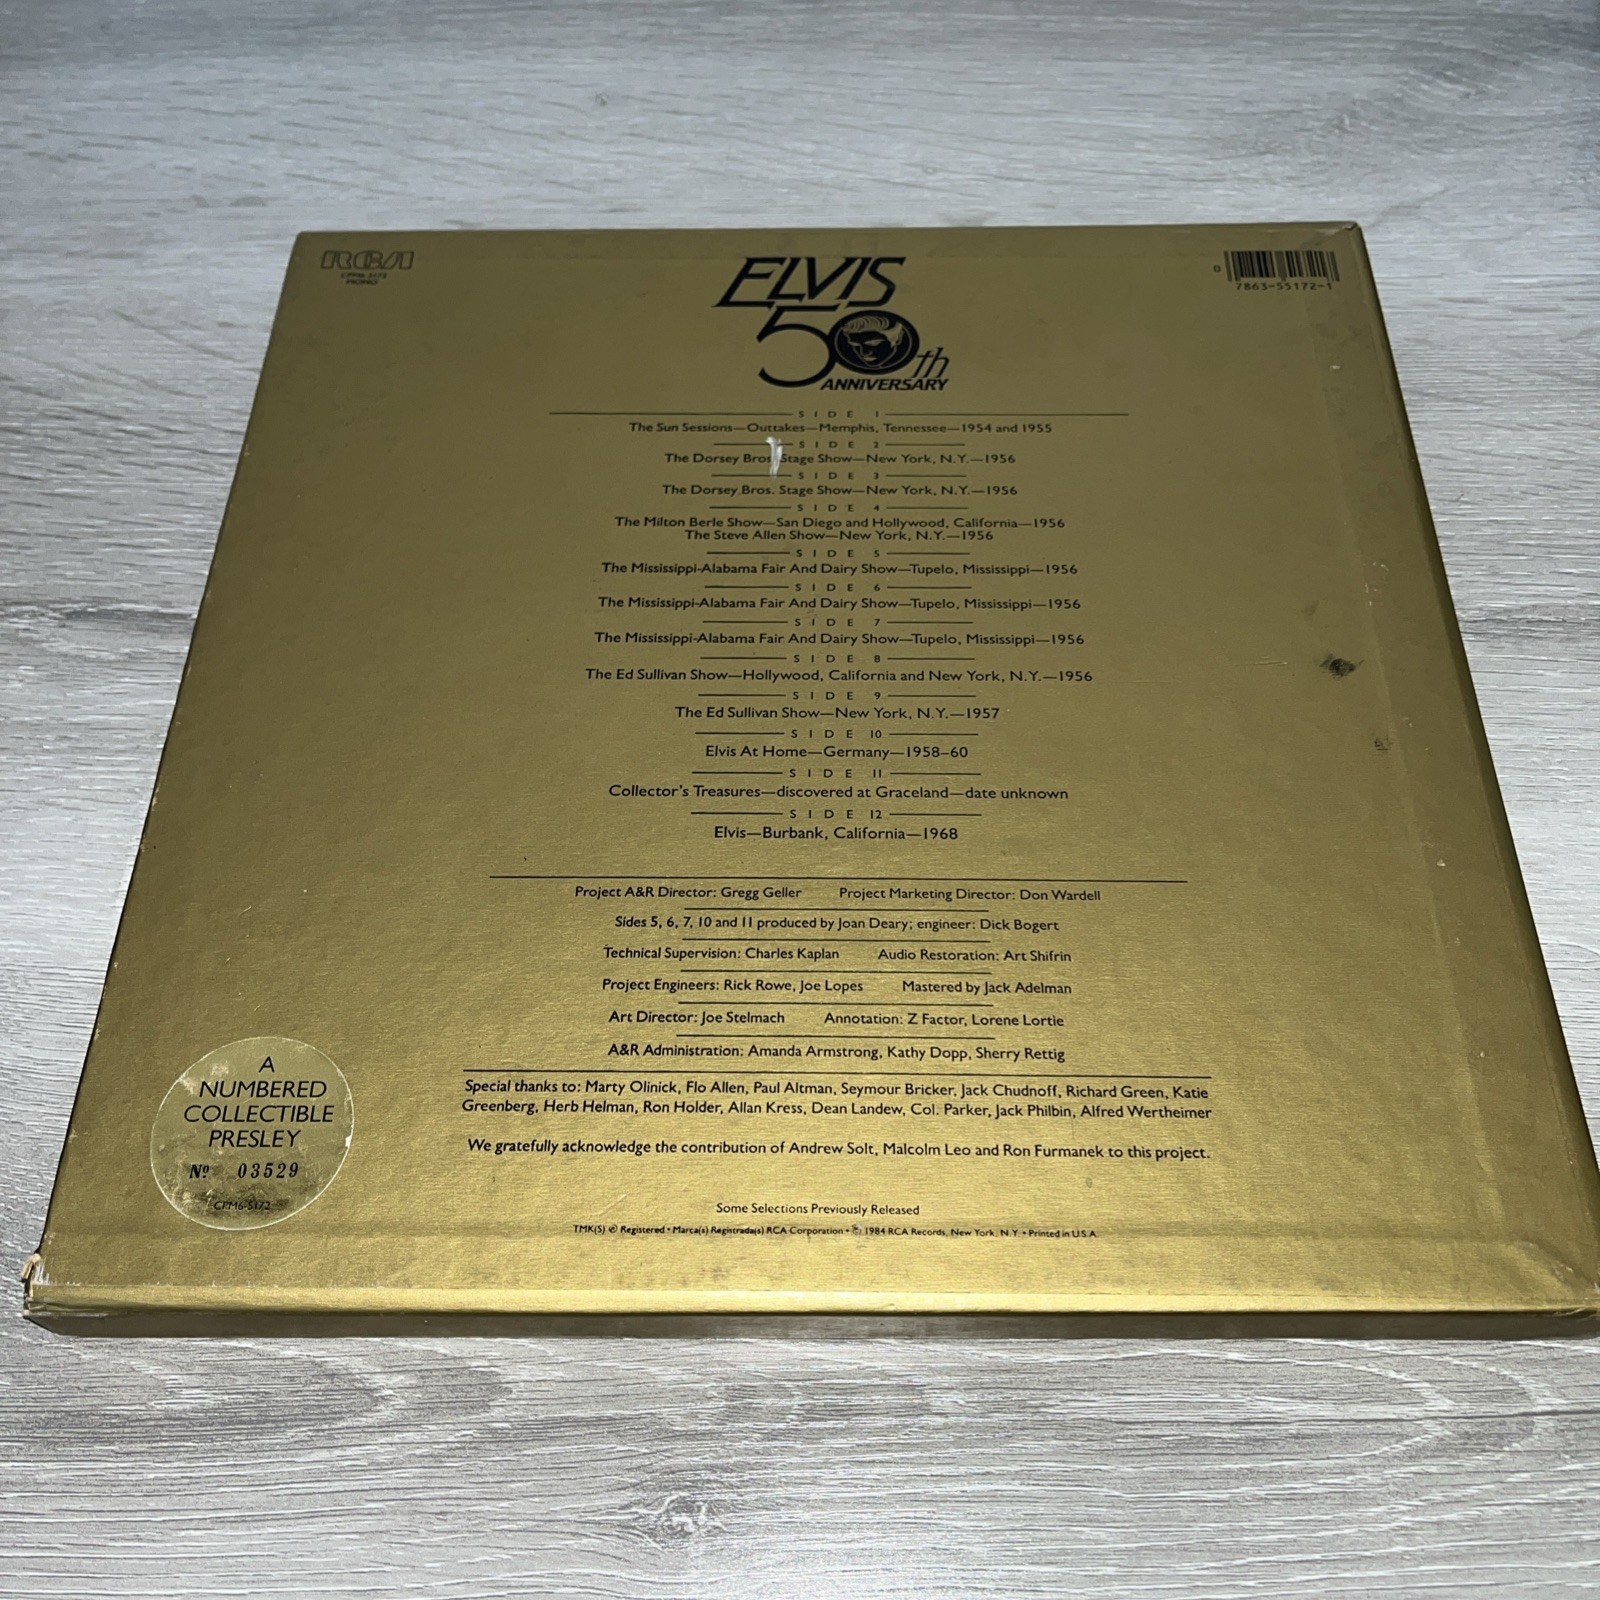 RCA
CPM6-5172
MONO
ELVIS
50th
ANNIVERSARY
0 7863-55172-1
SIDE 1
The Sun Sessions—Outtakes—Memphis, Tennessee—1954 and 1955
SIDE 2
The Dorsey Bros. Stage Show—New York, N.Y.—1956
SIDE 3
The Dorsey Bros. Stage Show—New York, N.Y.—1956
SIDE 4
The Milton Berle Show—San Diego and Hollywood, California—1956
The Steve Allen Show—New York, N.Y.—1956
SIDE 5
The Mississippi-Alabama Fair And Dairy Show—Tupelo, Mississippi—1956
SIDE 6
The Mississippi-Alabama Fair And Dairy Show—Tupelo, Mississippi—1956
SIDE 7
The Mississippi-Alabama Fair And Dairy Show—Tupelo, Mississippi—1956
SIDE 8
The Ed Sullivan Show—Hollywood, California and New York, N.Y.—1956
SIDE 9
The Ed Sullivan Show—New York, N.Y.—1957
SIDE 10
Elvis At Home—Germany—1958-60
SIDE 11
Collector's Treasures—discovered at Graceland—date unknown
SIDE 12
Elvis—Burbank, California—1968
Project A&R Director: Gregg Geller Project Marketing Director: Don Wardell
Sides 5, 6, 7, 10 and 11 produced by Joan Deary; engineer: Dick Bogert
Technical Supervision: Charles Kaplan Audio Restoration: Art Shifrin
Project Engineers: Rick Rowe, Joe Lopes Mastered by Jack Adelman
Art Director: Joe Stelmach Annotation: Z Factor, Lorene Lortie
A&R Administration: Amanda Armstrong, Kathy Dopp, Sherry Rettig
Special thanks to: Marty Olinick, Flo Allen, Paul Altman, Seymour Bricker, Jack Chudnoff, Richard Green, Katie
Greenberg, Herb Helman, Ron Holder, Allan Kress, Dean Landew, Col. Parker, Jack Philbin, Alfred Wertheimer
We gratefully acknowledge the contribution of Andrew Solt, Malcolm Leo and Ron Furmanek to this project.
Some Selections Previously Released
TMK(S) ® Registered • Marca(s) Registrada(s) RCA Corporation • ℗ 1984 RCA Records, New York, N.Y. • Printed in U.S.A.
A
NUMBERED
COLLECTIBLE
PRESLEY
Nº 03529
CPM6-5172